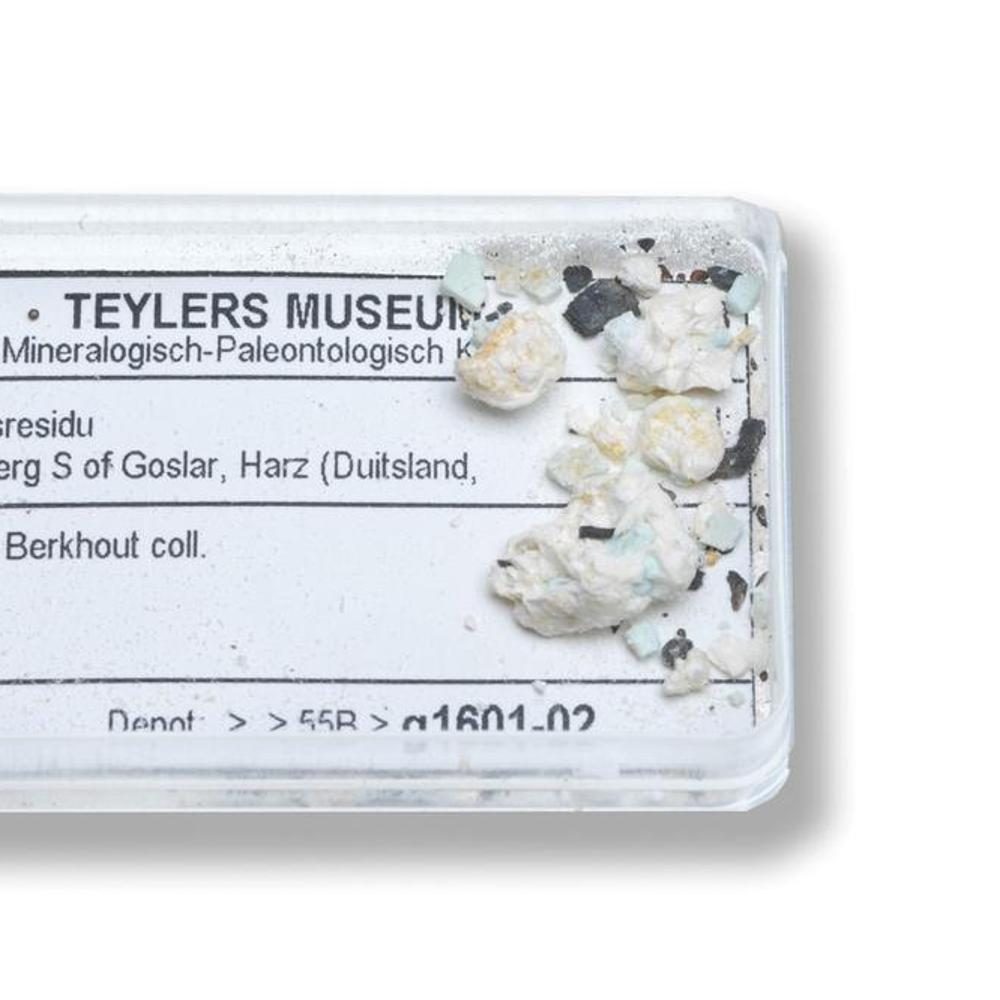 • TEYLERS MUSEUM
Mineralogisch-Paleontologisch K
sresidu
erg S of Goslar, Harz (Duitsland,
Berkhout coll.
Depot: > > 55B > g1601-02